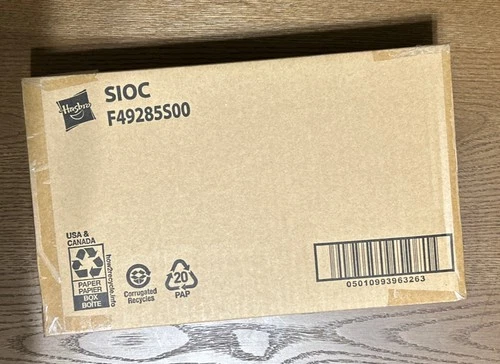 Hasbro
SIOC
F49285S00
USA &
CANADA
how2recycle.info
PAPER
PAPIER
BOX
BOÎTE
Corrugated
Recycles
20
PAP
05010993963263